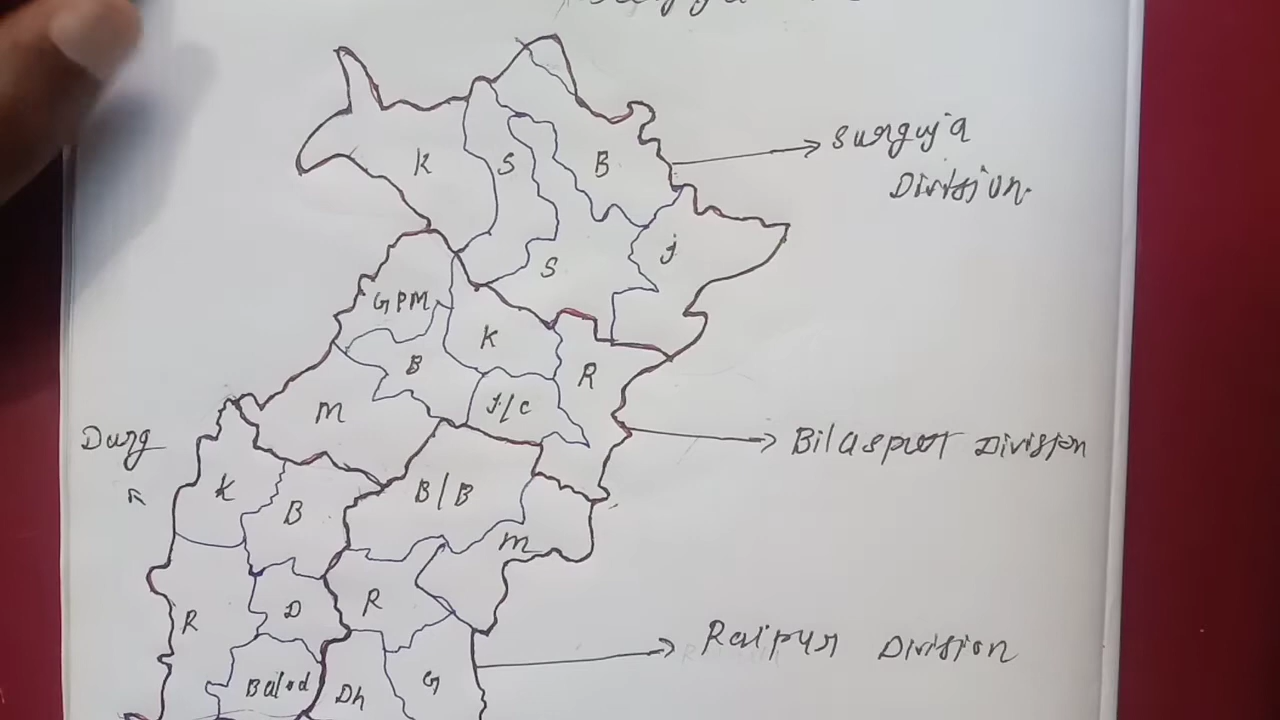 K
S
B
Surguja
Division
S
J
GPM
K
B
R
M
J/C
Durg
Bilaspur Division
K
B
B/B
M
R
D
R
Raipur Division
Balod
Dh
G